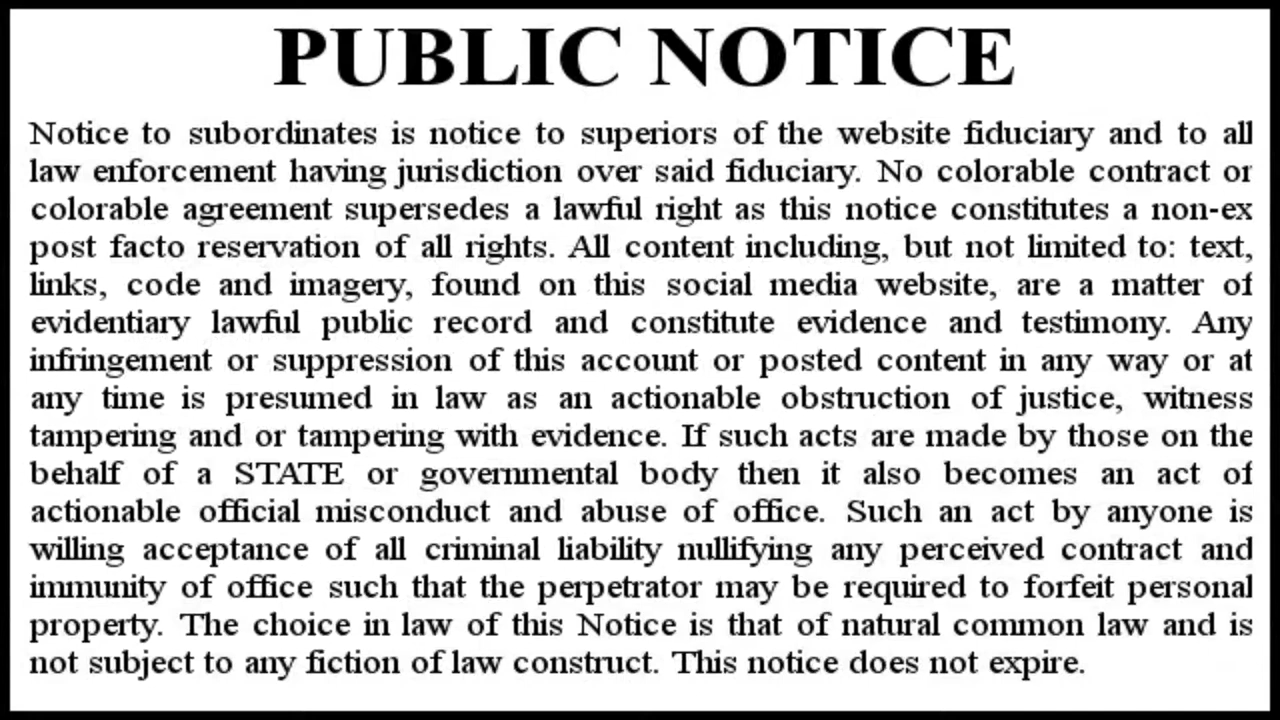 PUBLIC NOTICE
Notice to subordinates is notice to superiors of the website fiduciary and to all
law enforcement having jurisdiction over said fiduciary. No colorable contract or
colorable agreement supersedes a lawful right as this notice constitutes a non-ex
post facto reservation of all rights. All content including, but not limited to: text,
links, code and imagery, found on this social media website, are a matter of
evidentiary lawful public record and constitute evidence and testimony. Any
infringement or suppression of this account or posted content in any way or at
any time is presumed in law as an actionable obstruction of justice, witness
tampering and or tampering with evidence. If such acts are made by those on the
behalf of a STATE or governmental body then it also becomes an act of
actionable official misconduct and abuse of office. Such an act by anyone is
willing acceptance of all criminal liability nullifying any perceived contract and
immunity of office such that the perpetrator may be required to forfeit personal
property. The choice in law of this Notice is that of natural common law and is
not subject to any fiction of law construct. This notice does not expire.